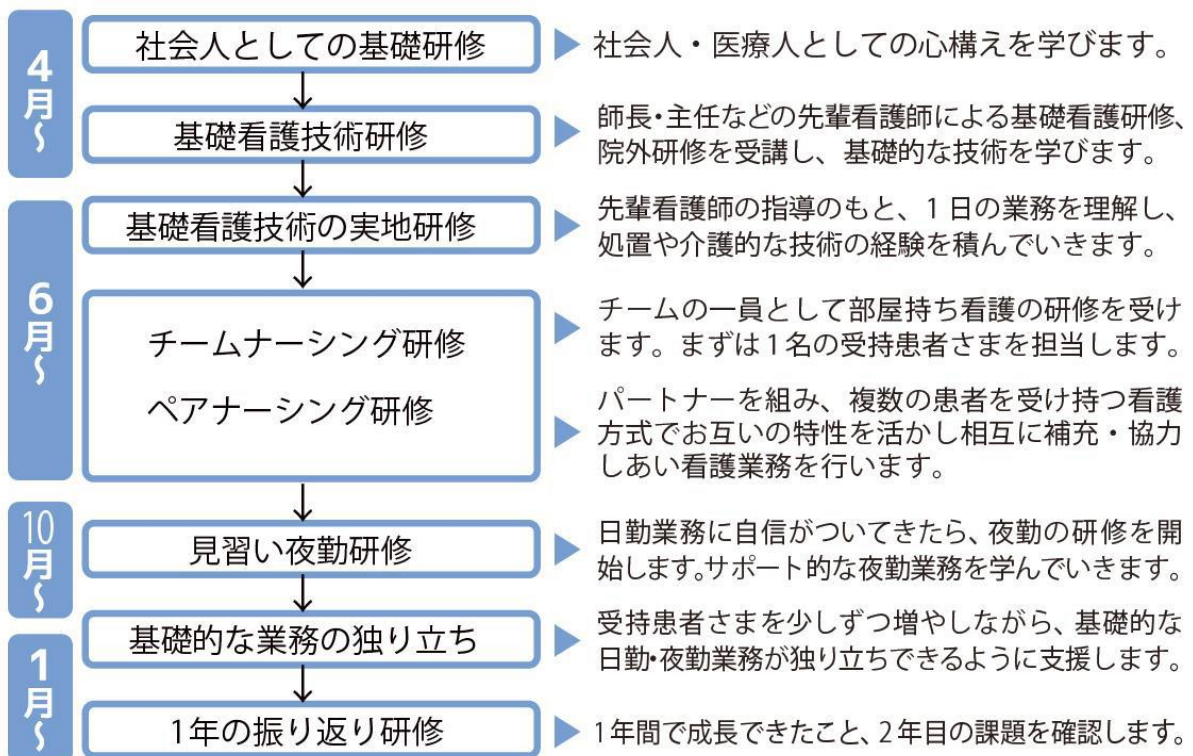 4月～
社会人としての基礎研修
社会人・医療人としての心構えを学びます。
基礎看護技術研修
師長・主任などの先輩看護師による基礎看護研修、
院外研修を受講し、基礎的な技術を学びます。
6月～
基礎看護技術の実地研修
先輩看護師の指導のもと、1日の業務を理解し、
処置や介護的な技術の経験を積んでいきます。
チームナーシング研修
チームの一員として部屋持ち看護の研修を受け
ます。まずは1名の受持患者さまを担当します。
ペアナーシング研修
パートナーを組み、複数の患者を受け持つ看護
方式でお互いの特性を活かし相互に補充・協力
しあい看護業務を行います。
10月～
見習い夜勤研修
日勤業務に自信がついてきたら、夜勤の研修を開
始します。サポート的な夜勤業務を学んでいきます。
1月～
基礎的な業務の独り立ち
受持患者さまを少しずつ増やしながら、基礎的な
日勤・夜勤業務が独り立ちできるように支援します。
1年の振り返り研修
1年間で成長できたこと、2年目の課題を確認します。